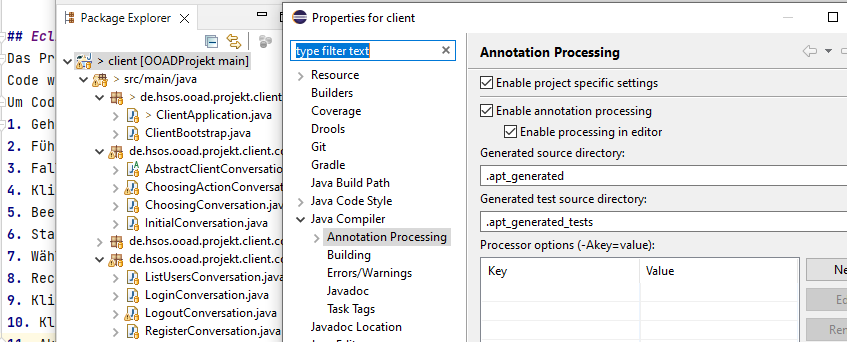 ## Ecl
Das Pr
Code w
Um Cod
1. Geh
2. Füh
3. Fal
4. Kli
5. Bee
6. Sta
7. Wäh
8. Rec
9. Kli
10. Kl
Package Explorer
> client [OOADProjekt main]
> src/main/java
> de.hsos.ooad.projekt.client
> ClientApplication.java
ClientBootstrap.java
de.hsos.ooad.projekt.client.co
AbstractClientConversation
ChoosingActionConversat
ChoosingConversation.java
InitialConversation.java
de.hsos.ooad.projekt.client.co
de.hsos.ooad.projekt.client.co
ListUsersConversation.java
LoginConversation.java
LogoutConversation.java
RegisterConversation.java
Properties for client
type filter text
Resource
Builders
Coverage
Drools
Git
Gradle
Java Build Path
Java Code Style
Java Compiler
Annotation Processing
Building
Errors/Warnings
Javadoc
Task Tags
Javadoc Location
Annotation Processing
Enable project specific settings
Enable annotation processing
Enable processing in editor
Generated source directory:
.apt_generated
Generated test source directory:
.apt_generated_tests
Processor options (-Akey=value):
Key Value
Ne
Ed
Ren